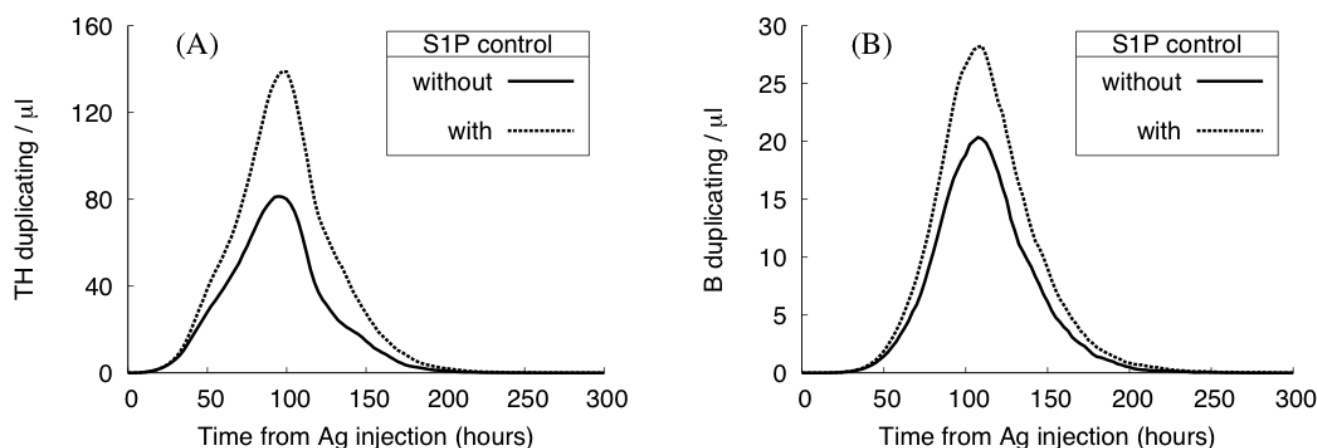 (A)
S1P control
without
with
TH duplicating / μl
160
120
80
40
0
0 50 100 150 200 250 300
Time from Ag injection (hours)
(B)
S1P control
without
with
B duplicating / μl
30
25
20
15
10
5
0
0 50 100 150 200 250 300
Time from Ag injection (hours)